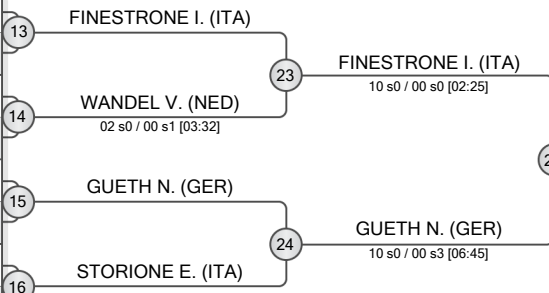 FINESTRONE I. (ITA)
13
23
FINESTRONE I. (ITA)
10 s0 / 00 s0 [02:25]
WANDEL V. (NED)
14
02 s0 / 00 s1 [03:32]
GUETH N. (GER)
15
24
GUETH N. (GER)
10 s0 / 00 s3 [06:45]
STORIONE E. (ITA)
16